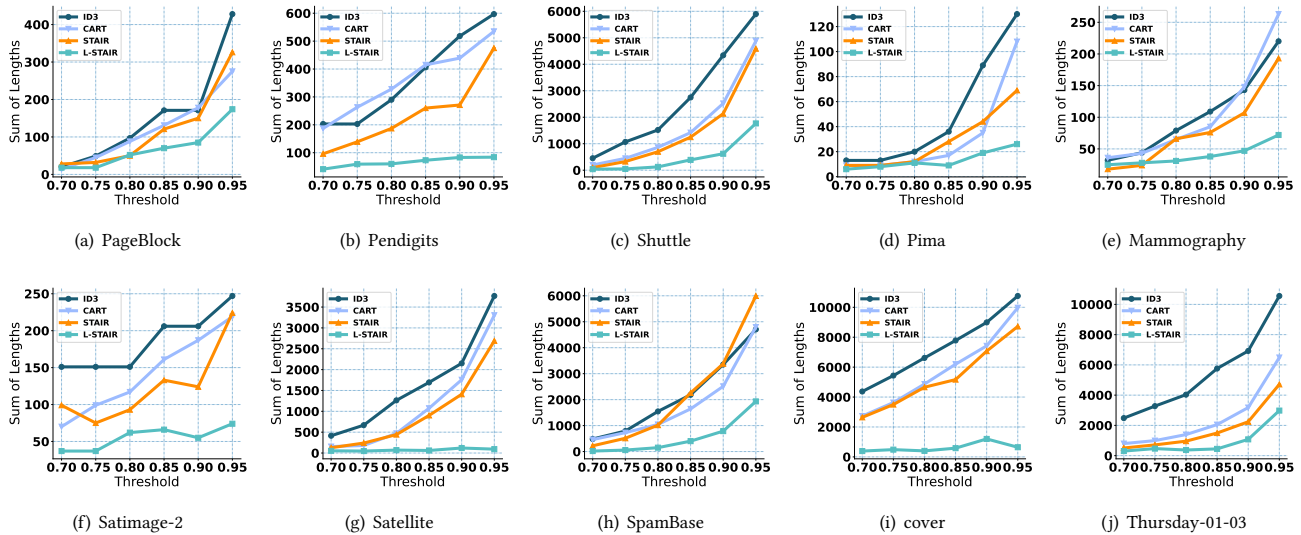 400
300
200
100
0
Sum of Lengths
ID3
CART
STAIR
L-STAIR
0.70 0.75 0.80 0.85 0.90 0.95
Threshold
(a) PageBlock
600
500
400
300
200
100
Sum of Lengths
ID3
CART
STAIR
L-STAIR
0.70 0.75 0.80 0.85 0.90 0.95
Threshold
(b) Pendigits
6000
5000
4000
3000
2000
1000
0
Sum of Lengths
ID3
CART
STAIR
L-STAIR
0.70 0.75 0.80 0.85 0.90 0.95
Threshold
(c) Shuttle
120
100
80
60
40
20
0
Sum of Lengths
ID3
CART
STAIR
L-STAIR
0.70 0.75 0.80 0.85 0.90 0.95
Threshold
(d) Pima
250
200
150
100
50
Sum of Lengths
ID3
CART
STAIR
L-STAIR
0.70 0.75 0.80 0.85 0.90 0.95
Threshold
(e) Mammography
250
200
150
100
50
Sum of Lengths
ID3
CART
STAIR
L-STAIR
0.70 0.75 0.80 0.85 0.90 0.95
Threshold
(f) Satimage-2
3500
3000
2500
2000
1500
1000
500
0
Sum of Lengths
ID3
CART
STAIR
L-STAIR
0.70 0.75 0.80 0.85 0.90 0.95
Threshold
(g) Satellite
6000
5000
4000
3000
2000
1000
0
Sum of Lengths
ID3
CART
STAIR
L-STAIR
0.70 0.75 0.80 0.85 0.90 0.95
Threshold
(h) SpamBase
10000
8000
6000
4000
2000
0
Sum of Lengths
ID3
CART
STAIR
L-STAIR
0.70 0.75 0.80 0.85 0.90 0.95
Threshold
(i) cover
10000
8000
6000
4000
2000
0
Sum of Lengths
ID3
CART
STAIR
L-STAIR
0.70 0.75 0.80 0.85 0.90 0.95
Threshold
(j) Thursday-01-03